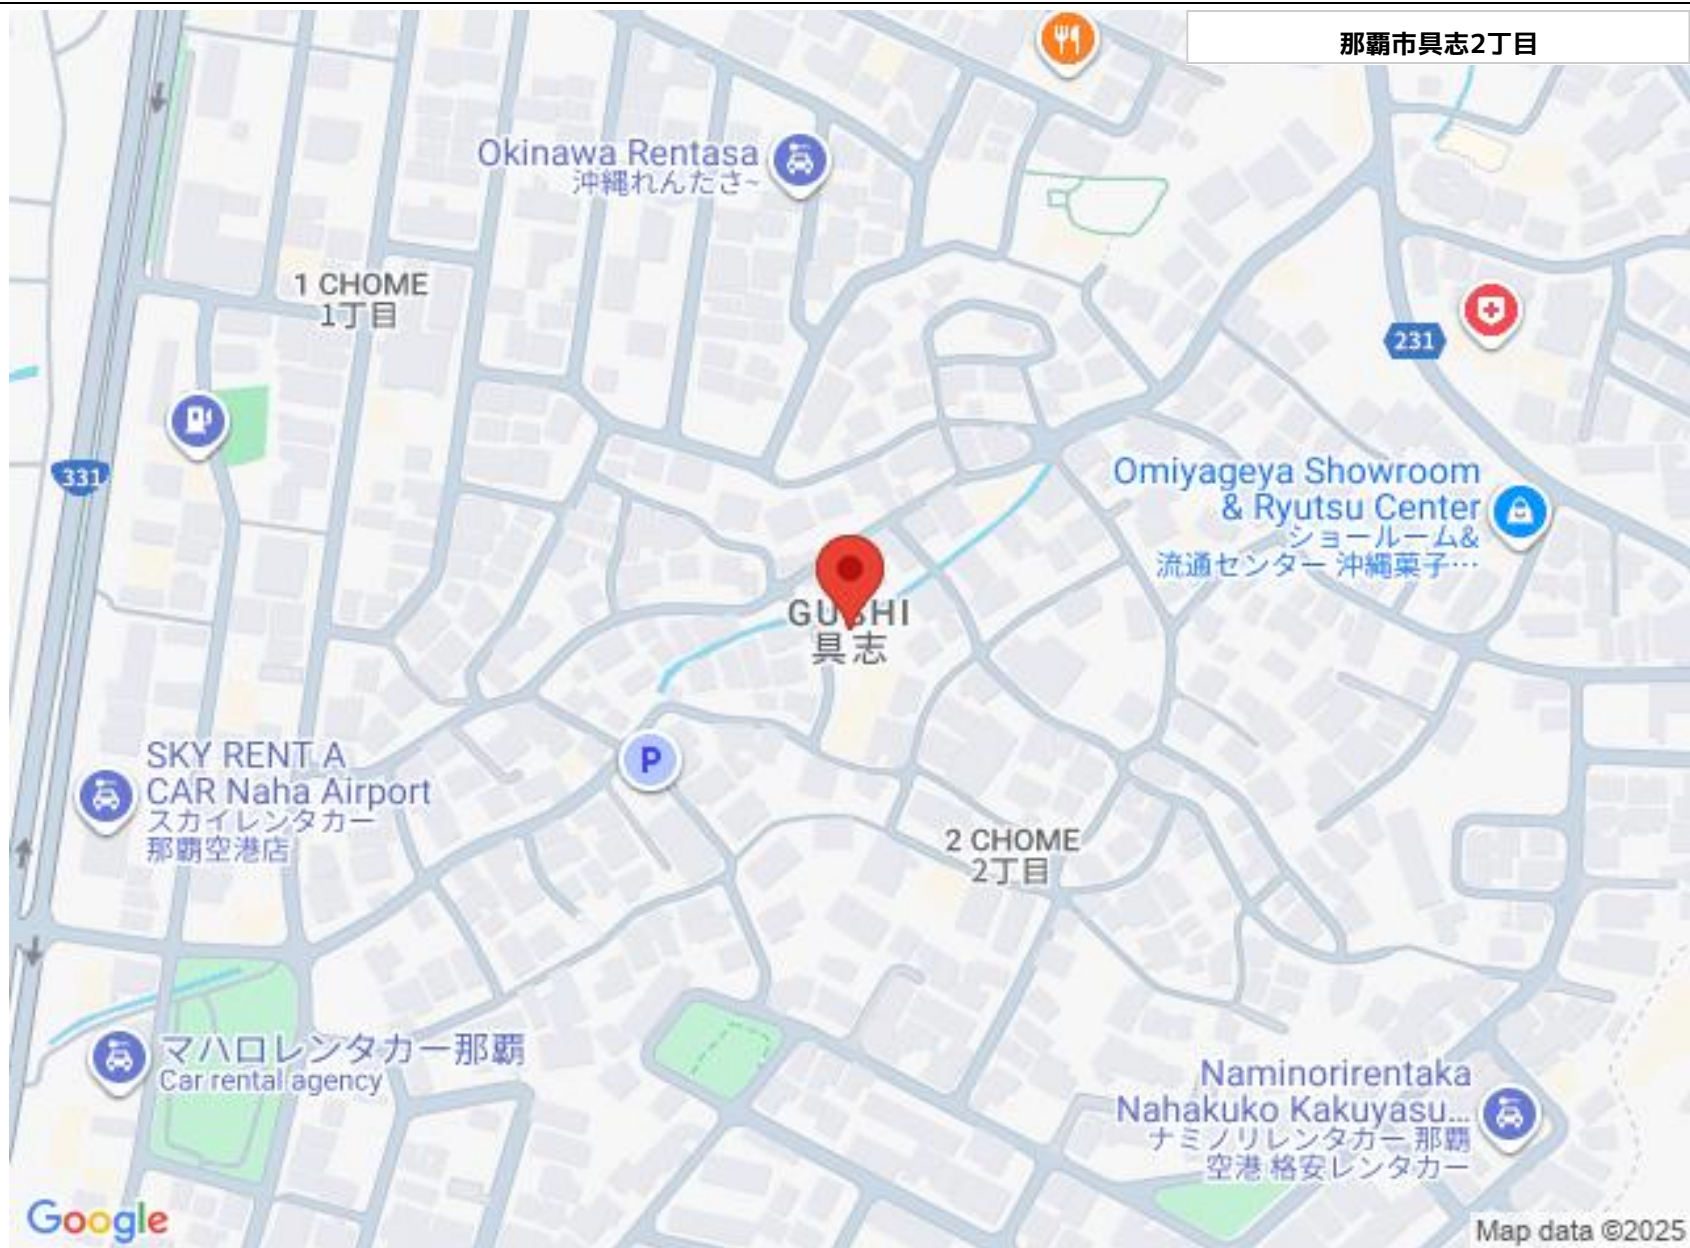 那覇市具志2丁目
Okinawa Rentasa
沖縄れんたさ~
1 CHOME
1丁目
231
331
Omiyageya Showroom
& Ryutsu Center
ショールーム&
流通センター 沖縄菓子…
GUSHI
具志
SKY RENT A
CAR Naha Airport
スカイレンタカー
那覇空港店
P
2 CHOME
2丁目
マハロレンタカー那覇
Car rental agency
Naminorirentaka
Nahakuko Kakuyasu...
ナミノリレンタカー 那覇
空港 格安レンタカー
Google
Map data ©2025